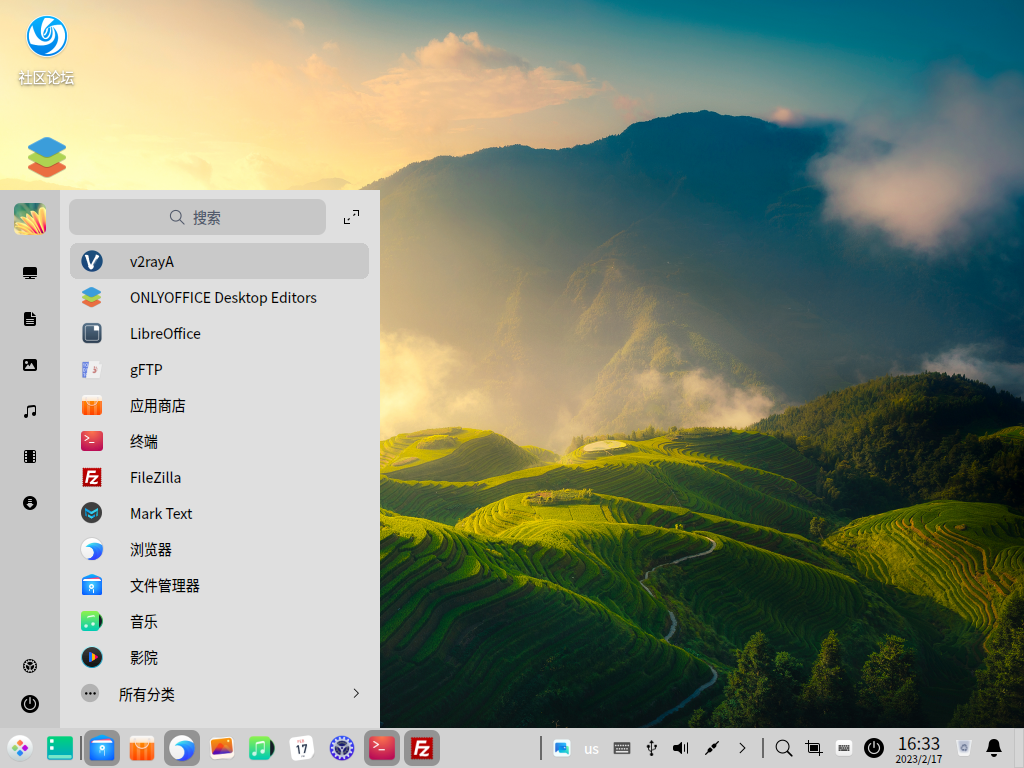 社区论坛
搜索
v2rayA
ONLYOFFICE Desktop Editors
LibreOffice
gFTP
应用商店
终端
FileZilla
Mark Text
浏览器
文件管理器
音乐
影院
所有分类
FEB
17
us
16:33
2023/2/17